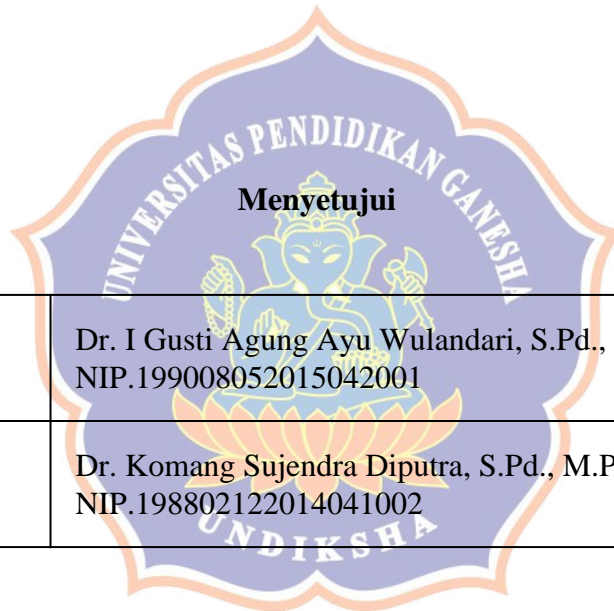 UNIVERSITAS PENDIDIKAN GANESHA
Menyetujui
Dr. I Gusti Agung Ayu Wulandari, S.Pd.,
NIP.199008052015042001
Dr. Komang Sujendra Diputra, S.Pd., M.P
NIP.198802122014041002
UNDIKSHA